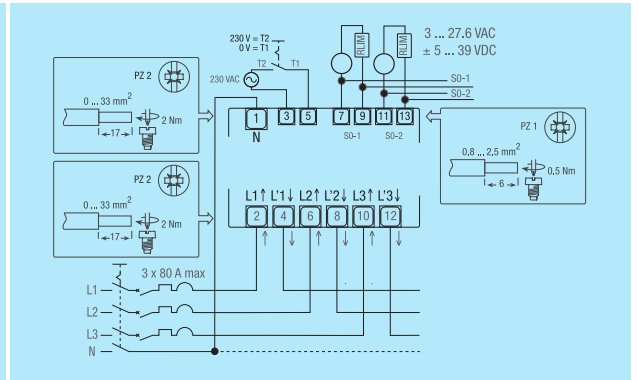 230 V = T2
0 V = T1
T2
T1
230 VAC
RLIM
RLIM
3 ... 27.6 VAC
± 5 ... 39 VDC
S0-1
S0-2
PZ 2
0 ... 33 mm²
17
2 Nm
1
3
5
7
9
11
13
N
S0-1
S0-2
PZ 1
0,8 ... 2,5 mm²
6
0,5 Nm
PZ 2
0 ... 33 mm²
17
2 Nm
L1↑ L'1↓ L2↑ L'2↓ L3↑ L'3↓
2
4
6
8
10
12
3 x 80 A max
L1
L2
L3
N